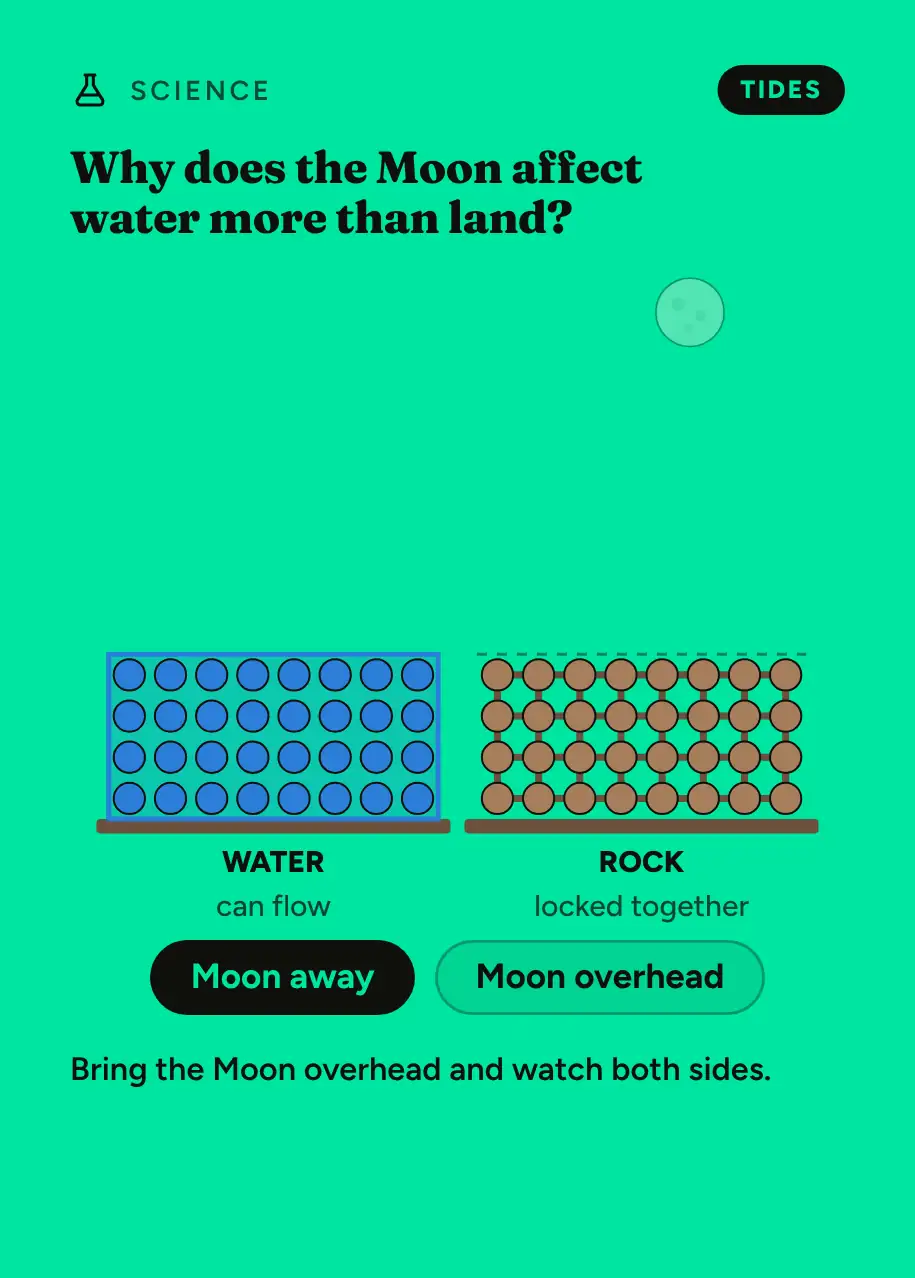 SCIENCE
TIDES
Why does the Moon affect
water more than land?
WATER
can flow
ROCK
locked together
Moon away
Moon overhead
Bring the Moon overhead and watch both sides.